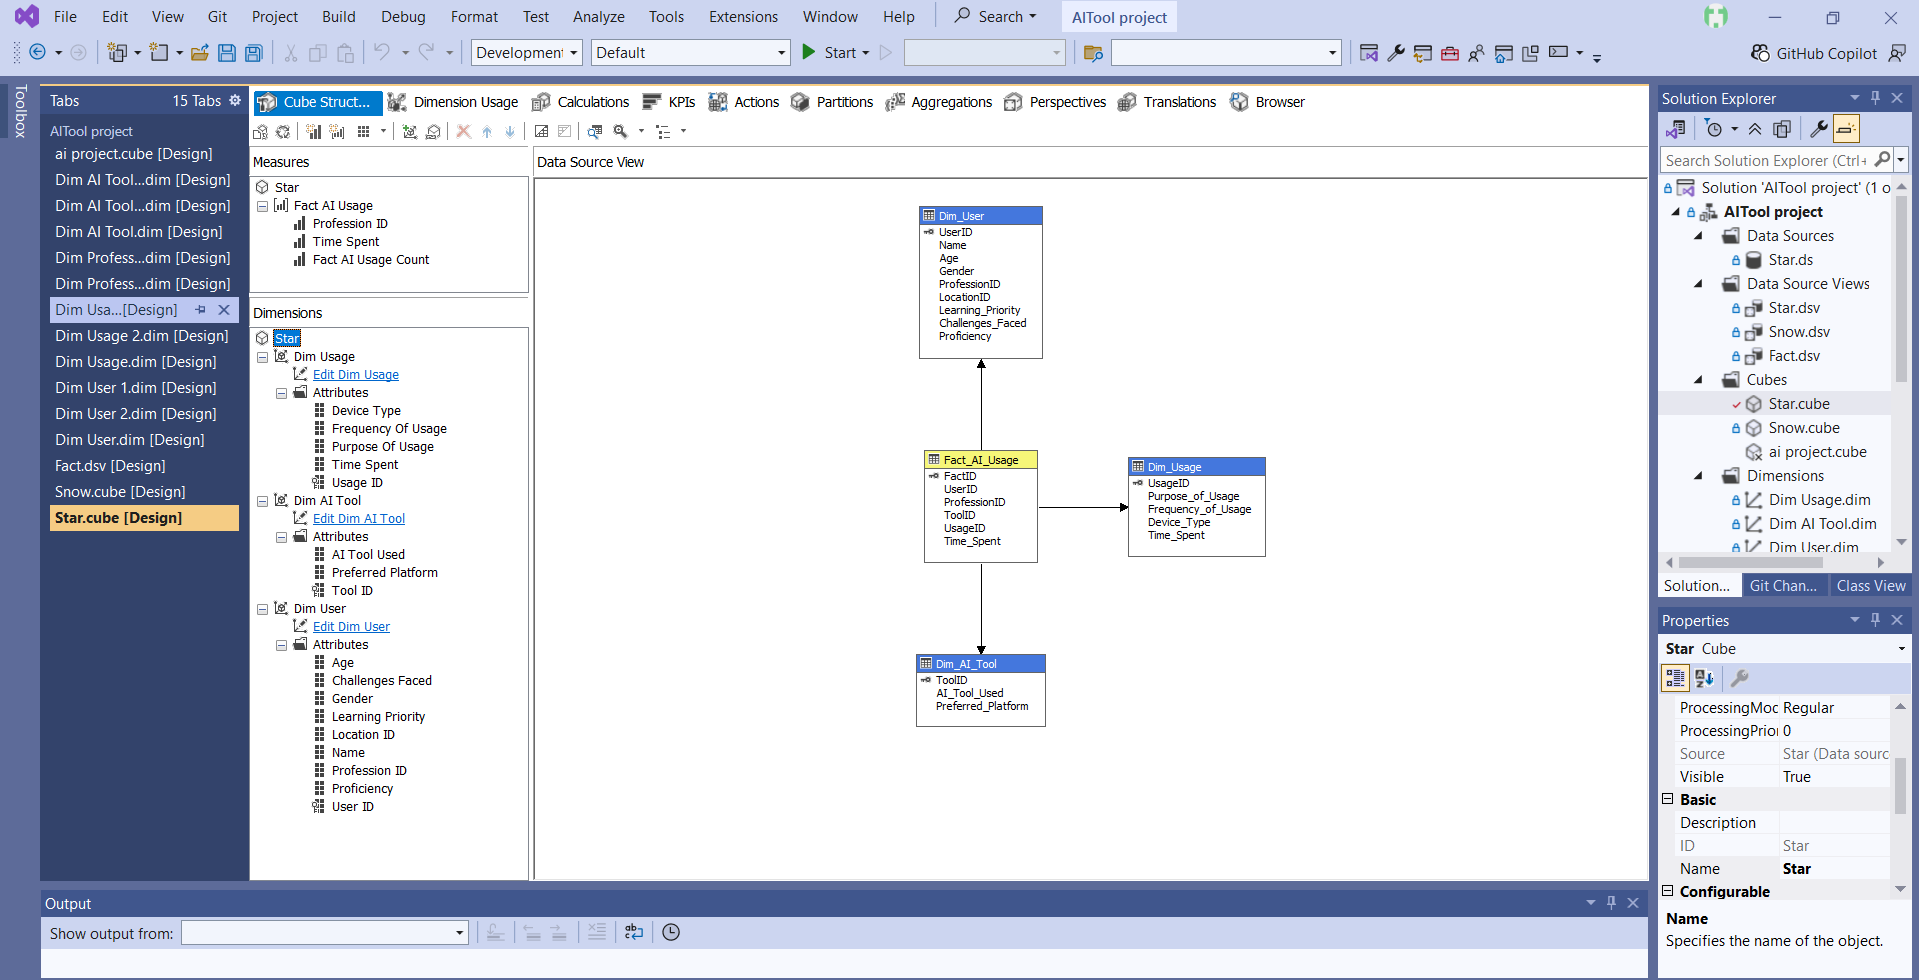 File Edit View Git Project Build Debug Format Test Analyze Tools Extensions Window Help Search AITool project
Development Default Start GitHub Copilot
Toolbox
Tabs 15 Tabs
AITool project
ai project.cube [Design]
Dim AI Tool...dim [Design]
Dim AI Tool...dim [Design]
Dim AI Tool.dim [Design]
Dim Profess...dim [Design]
Dim Profess...dim [Design]
Dim Usa...[Design]
Dim Usage 2.dim [Design]
Dim Usage.dim [Design]
Dim User 1.dim [Design]
Dim User 2.dim [Design]
Dim User.dim [Design]
Fact.dsv [Design]
Snow.cube [Design]
Star.cube [Design]
Cube Struct... Dimension Usage Calculations KPIs Actions Partitions Aggregations Perspectives Translations Browser
Measures
Star
Fact AI Usage
Profession ID
Time Spent
Fact AI Usage Count
Dimensions
Star
Dim Usage
Edit Dim Usage
Attributes
Device Type
Frequency Of Usage
Purpose Of Usage
Time Spent
Usage ID
Dim AI Tool
Edit Dim AI Tool
Attributes
AI Tool Used
Preferred Platform
Tool ID
Dim User
Edit Dim User
Attributes
Age
Challenges Faced
Gender
Learning Priority
Location ID
Name
Profession ID
Proficiency
User ID
Data Source View
Dim_User
UserID
Name
Age
Gender
ProfessionID
LocationID
Learning_Priority
Challenges_Faced
Proficiency
Fact_AI_Usage
FactID
UserID
ProfessionID
ToolID
UsageID
Time_Spent
Dim_Usage
UsageID
Purpose_of_Usage
Frequency_of_Usage
Device_Type
Time_Spent
Dim_AI_Tool
ToolID
AI_Tool_Used
Preferred_Platform
Solution Explorer
Search Solution Explorer (Ctrl+
Solution 'AITool project' (1 o
AITool project
Data Sources
Star.ds
Data Source Views
Star.dsv
Snow.dsv
Fact.dsv
Cubes
Star.cube
Snow.cube
ai project.cube
Dimensions
Dim Usage.dim
Dim AI Tool.dim
Dim User.dim
Solution... Git Chan... Class View
Properties
Star Cube
ProcessingMod Regular
ProcessingPrior 0
Source Star (Data sourc
Visible True
Basic
Description
ID Star
Name Star
Configurable
Name
Specifies the name of the object.
Output
Show output from: